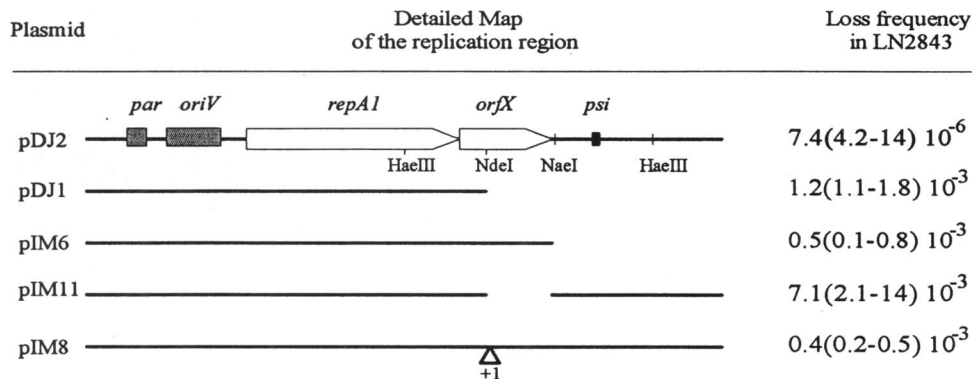 Plasmid Detailed Map of the replication region Loss frequency in LN2843
par oriV repA1 orfX psi
pDJ2 7.4(4.2-14) 10⁻⁶
HaeIII NdeI NaeI HaeIII
pDJ1 1.2(1.1-1.8) 10⁻³
pIM6 0.5(0.1-0.8) 10⁻³
pIM11 7.1(2.1-14) 10⁻³
pIM8 0.4(0.2-0.5) 10⁻³
+1